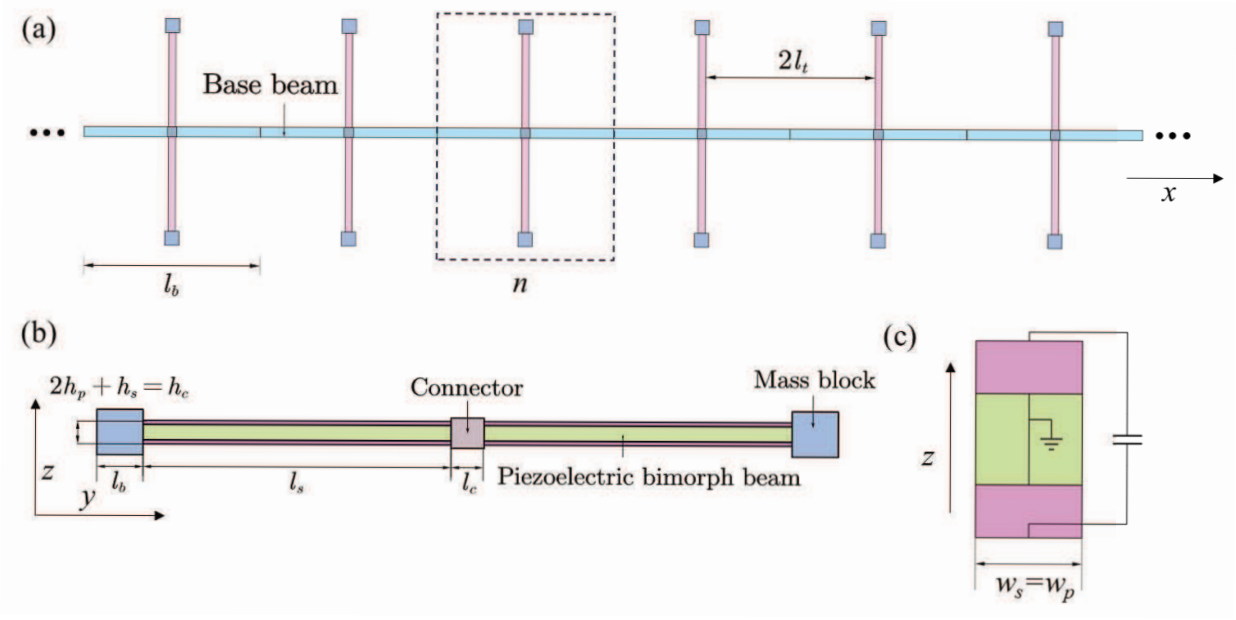 (a)
Base beam
2l_t
••• •••
x
l_b
n
(b)
2h_p + h_s = h_c
Connector
Mass block
z
l_b
l_s
l_c
Piezoelectric bimorph beam
y
(c)
z
w_s=w_p